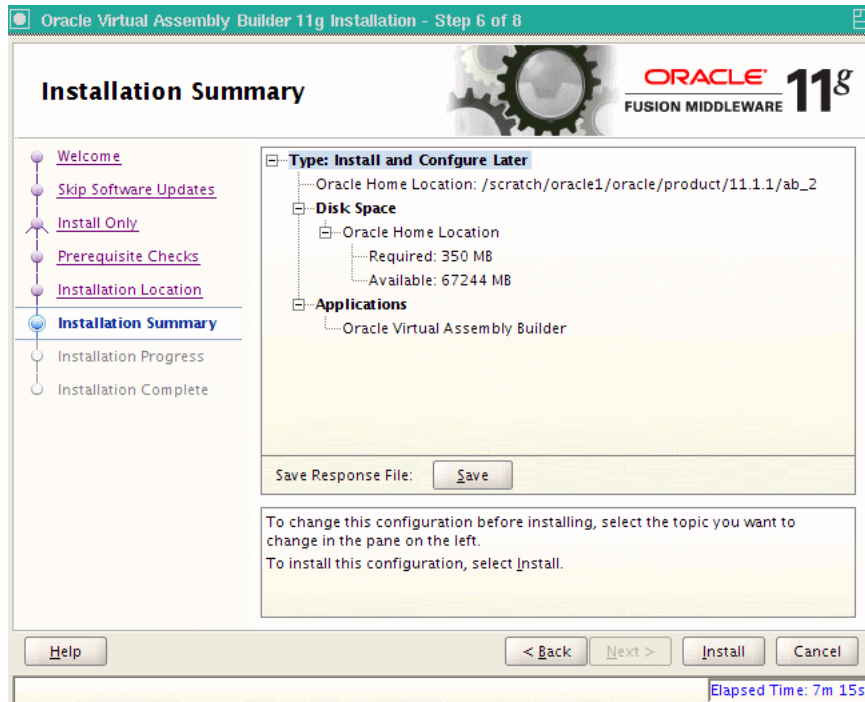 Oracle Virtual Assembly Builder 11g Installation - Step 6 of 8
Installation Summary
ORACLE
FUSION MIDDLEWARE
11g
Welcome
Skip Software Updates
Install Only
Prerequisite Checks
Installation Location
Installation Summary
Installation Progress
Installation Complete
Type: Install and Confgure Later
Oracle Home Location: /scratch/oracle1/oracle/product/11.1.1/ab_2
Disk Space
Oracle Home Location
Required: 350 MB
Available: 67244 MB
Applications
Oracle Virtual Assembly Builder
Save Response File:
Save
To change this configuration before installing, select the topic you want to
change in the pane on the left.
To install this configuration, select Install.
Help
< Back
Next >
Install
Cancel
Elapsed Time: 7m 15s